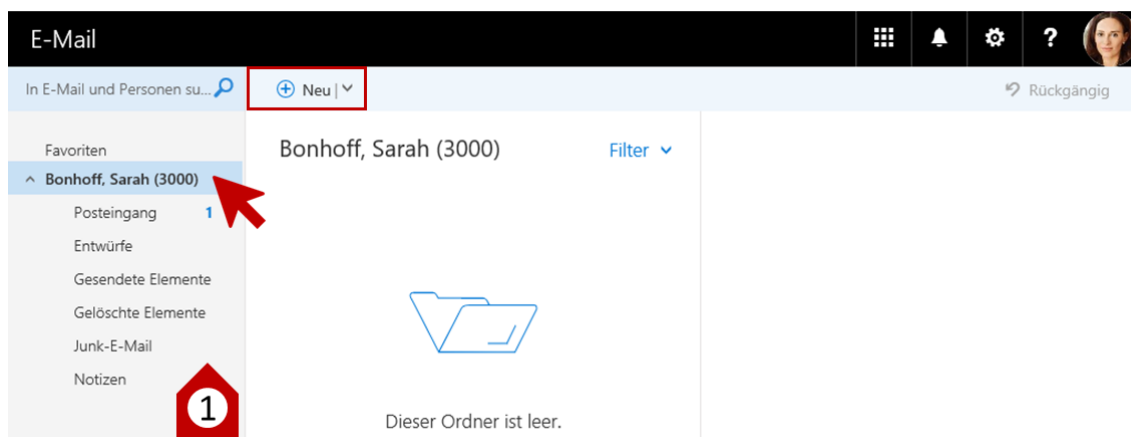 E-Mail
?
In E-Mail und Personen su...
Neu
Rückgängig
Favoriten
Bonhoff, Sarah (3000)
Posteingang 1
Entwürfe
Gesendete Elemente
Gelöschte Elemente
Junk-E-Mail
Notizen
1
Bonhoff, Sarah (3000)
Filter
Dieser Ordner ist leer.